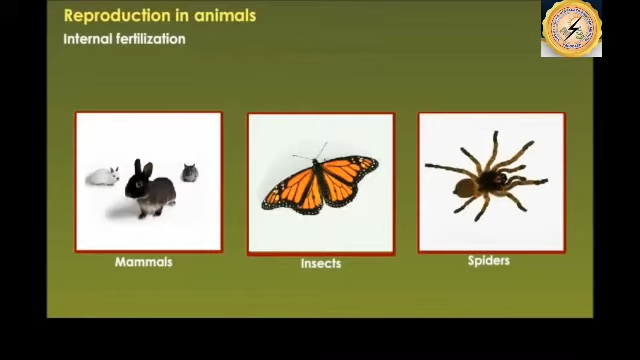 Reproduction in animals
Internal fertilization
Mammals
Insects
Spiders